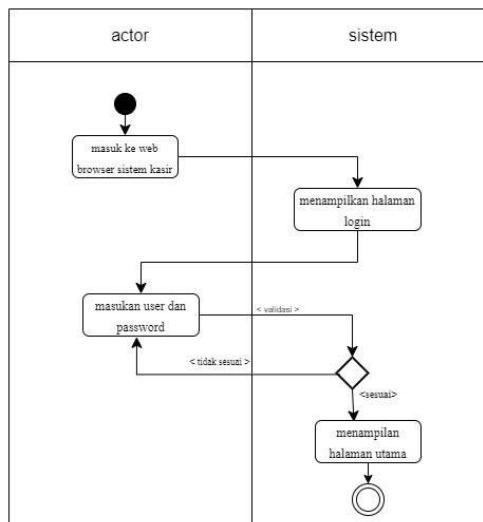 actor
sistem
masuk ke web
browser sistem kasir
menampilkan halaman
login
masukan user dan
password
< validasi >
< tidak sesuai >
<sesuai>
menampilan
halaman utama